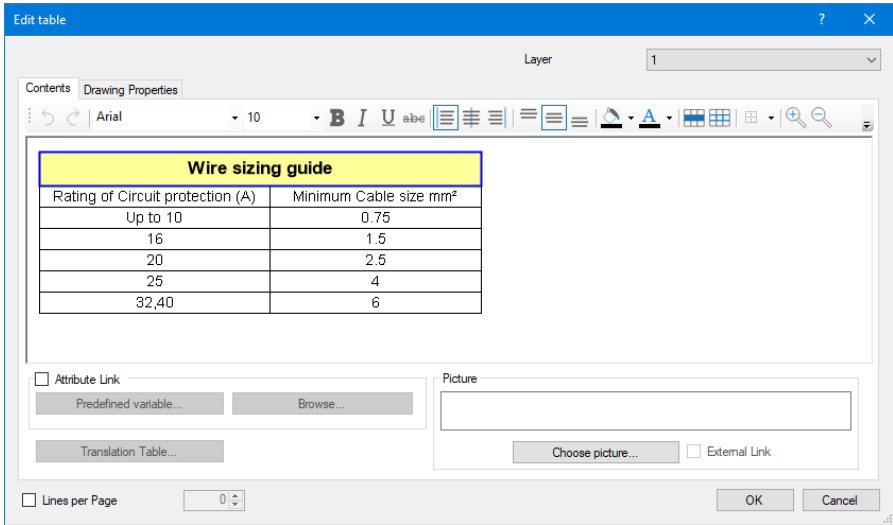 Edit table
Layer 1
Contents Drawing Properties
Arial 10 B I U abc A
Wire sizing guide
Rating of Circuit protection (A) Minimum Cable size mm²
Up to 10 0.75
16 1.5
20 2.5
25 4
32,40 6
Attribute Link Picture
Predefined variable... Browse...
Translation Table... Choose picture... External Link
Lines per Page 0 OK Cancel